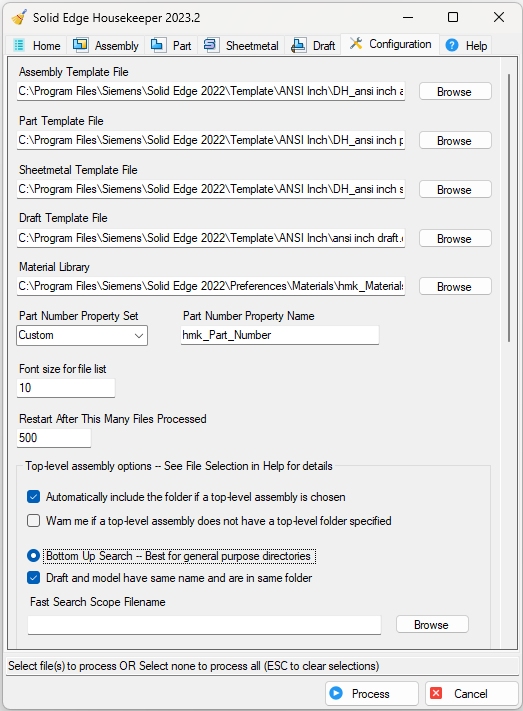 Solid Edge Housekeeper 2023.2
Home Assembly Part Sheetmetal Draft Configuration Help
Assembly Template File
C:\Program Files\Siemens\Solid Edge 2022\Template\ANSI Inch\DH_ansi inch a
Browse
Part Template File
C:\Program Files\Siemens\Solid Edge 2022\Template\ANSI Inch\DH_ansi inch p
Browse
Sheetmetal Template File
C:\Program Files\Siemens\Solid Edge 2022\Template\ANSI Inch\DH_ansi inch s
Browse
Draft Template File
C:\Program Files\Siemens\Solid Edge 2022\Template\ANSI Inch\ansi inch draft.
Browse
Material Library
C:\Program Files\Siemens\Solid Edge 2022\Preferences\Materials\hmk_Materials
Browse
Part Number Property Set Part Number Property Name
Custom hmk_Part_Number
Font size for file list
10
Restart After This Many Files Processed
500
Top-level assembly options -- See File Selection in Help for details
Automatically include the folder if a top-level assembly is chosen
Warn me if a top-level assembly does not have a top-level folder specified
Bottom Up Search -- Best for general purpose directories
Draft and model have same name and are in same folder
Fast Search Scope Filename
Browse
Select file(s) to process OR Select none to process all (ESC to clear selections)
Process Cancel